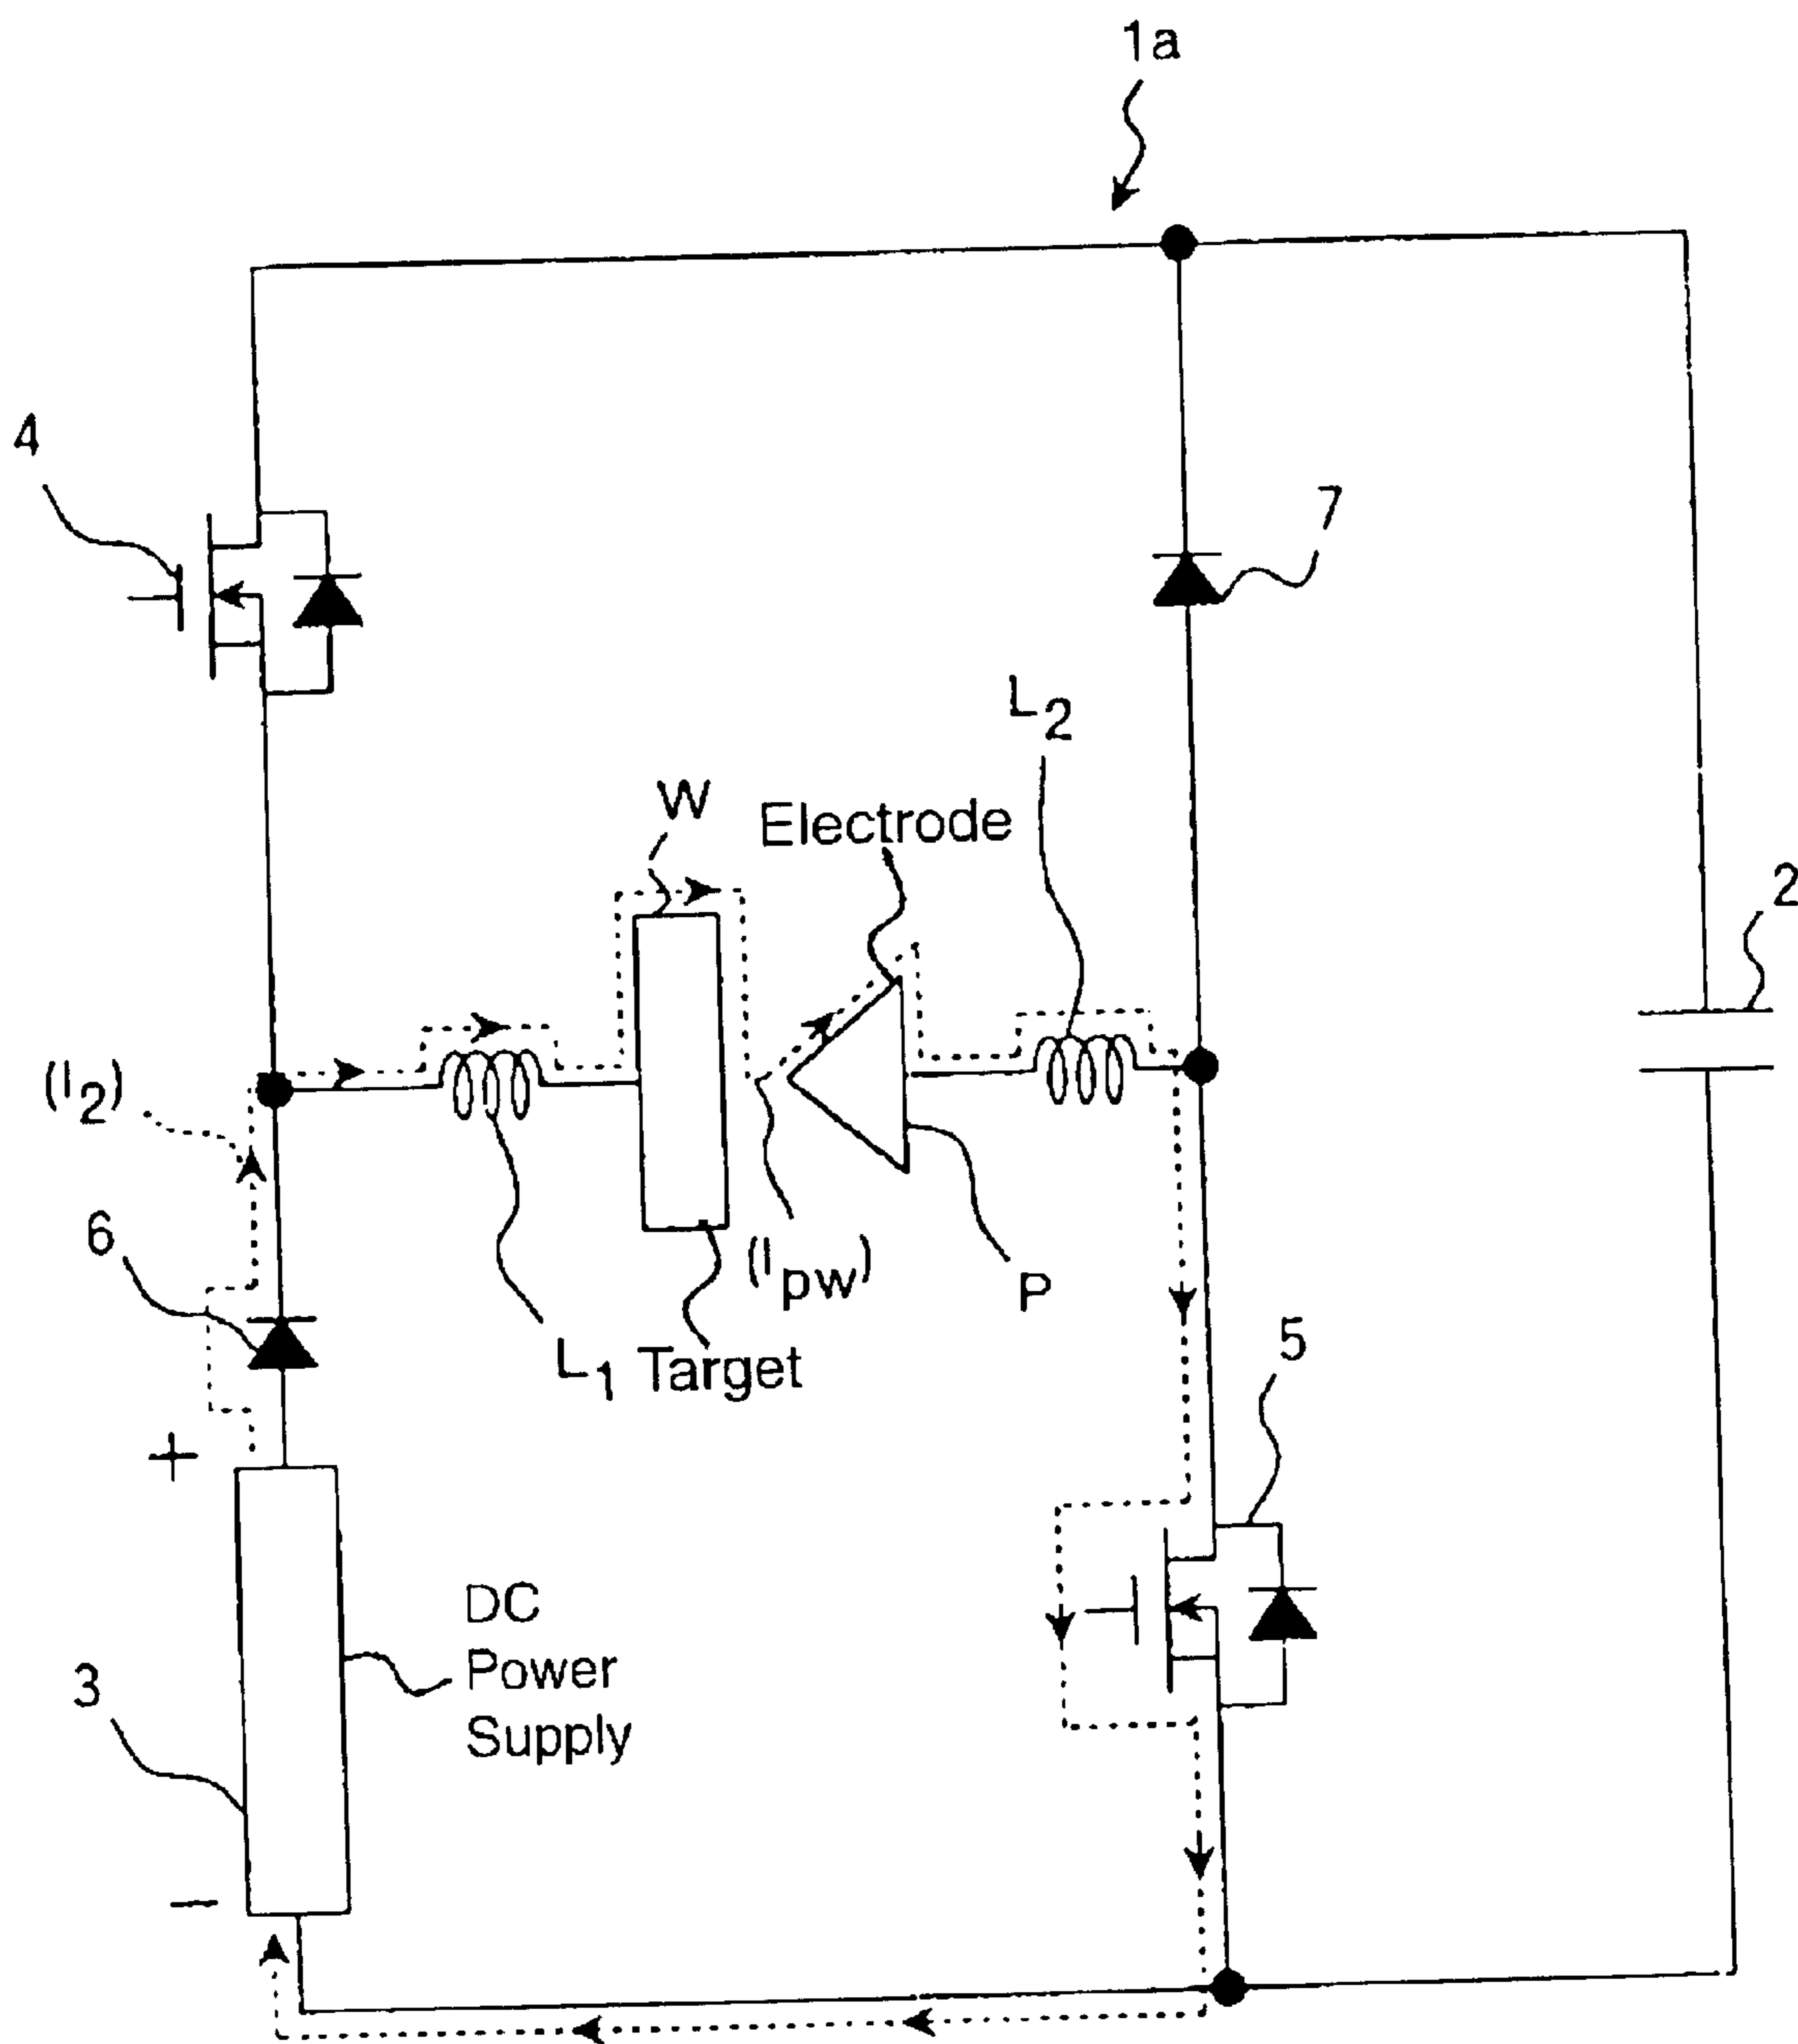 1a
4
7
L2
W
Electrode
2
(I2)
6
(Ipw)
P
L1
Target
5
+
DC
Power
Supply
3
−